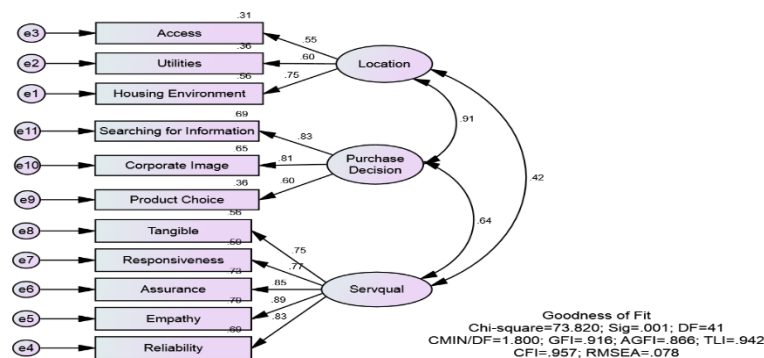 .31
e3 Access .55
.36
e2 Utilities .60 Location
.56
e1 Housing Environment .75
.69
e11 Searching for Information .83 .91
.65
e10 Corporate Image .81 Purchase Decision
.36
e9 Product Choice .60 .42
.56
e8 Tangible .75 .64
.59
e7 Responsiveness .77
.73
e6 Assurance .85 Servqual
.79
e5 Empathy .89
.69
e4 Reliability .83
Goodness of Fit
Chi-square=73.820; Sig=.001; DF=41
CMIN/DF=1.800; GFI=.916; AGFI=.866; TLI=.942
CFI=.957; RMSEA=.078